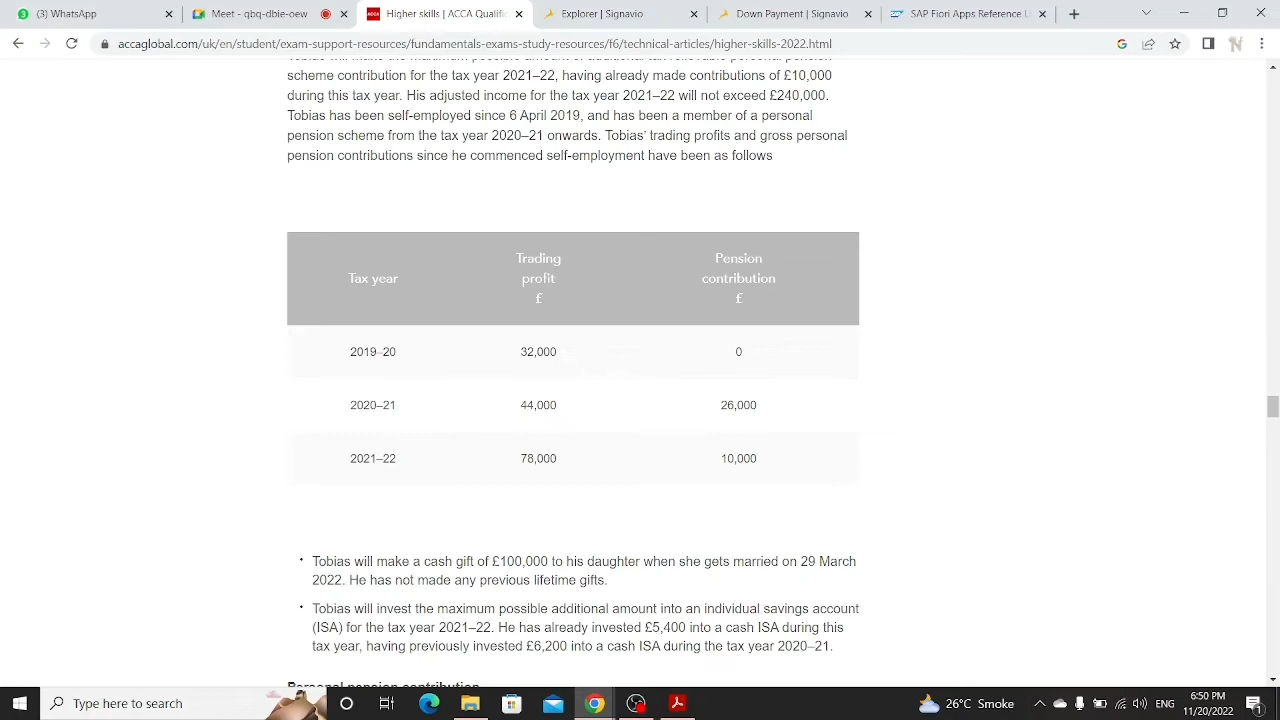 (3) WhatsApp
Meet - qbq-dbie-new
Higher skills | ACCA Qualific
Explorer | Signavio
Down Payment | Signavio
SAP Fiori Apps Reference Li
accaglobal.com/uk/en/student/exam-support-resources/fundamentals-exams-study-resources/f6/technical-articles/higher-skills-2022.html
scheme contribution for the tax year 2021–22, having already made contributions of £10,000
during this tax year. His adjusted income for the tax year 2021–22 will not exceed £240,000.
Tobias has been self-employed since 6 April 2019, and has been a member of a personal
pension scheme from the tax year 2020–21 onwards. Tobias' trading profits and gross personal
pension contributions since he commenced self-employment have been as follows
Tax year
Trading
profit
£
Pension
contribution
£
2019–20 32,000 0
2020–21 44,000 26,000
2021–22 78,000 10,000
· Tobias will make a cash gift of £100,000 to his daughter when she gets married on 29 March
2022. He has not made any previous lifetime gifts.
· Tobias will invest the maximum possible additional amount into an individual savings account
(ISA) for the tax year 2021–22. He has already invested £5,400 into a cash ISA during this
tax year, having previously invested £6,200 into a cash ISA during the tax year 2020–21.
Personal pension contribution
Type here to search
26°C Smoke
ENG
6:50 PM
11/20/2022